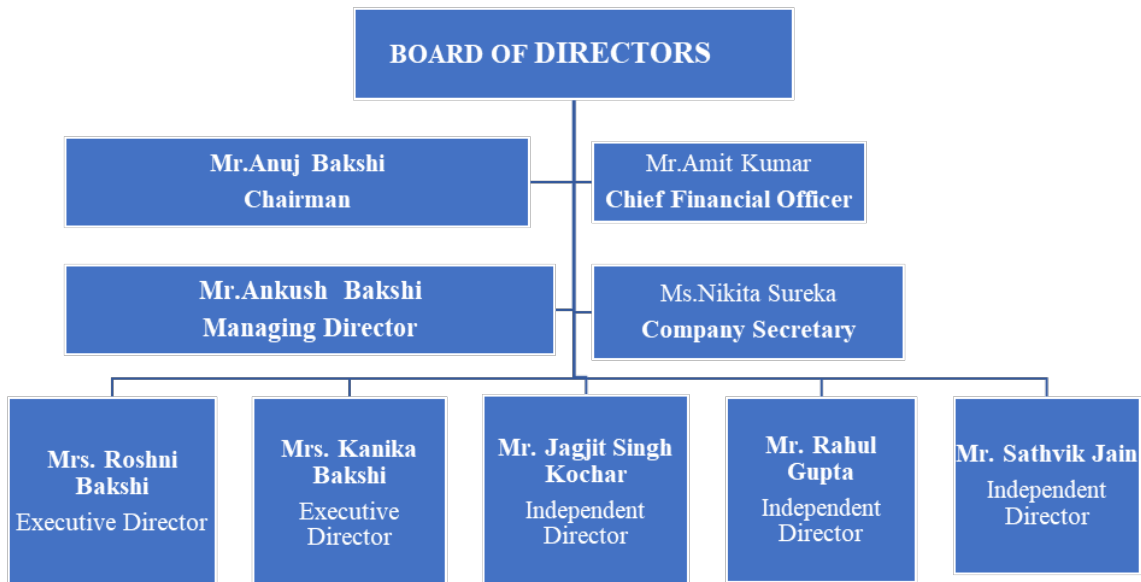 BOARD OF DIRECTORS
Mr.Anuj Bakshi
Chairman
Mr.Amit Kumar
Chief Financial Officer
Mr.Ankush Bakshi
Managing Director
Ms.Nikita Sureka
Company Secretary
Mrs. Roshni
Bakshi
Executive Director
Mrs. Kanika
Bakshi
Executive
Director
Mr. Jagjit Singh
Kochar
Independent
Director
Mr. Rahul
Gupta
Independent
Director
Mr. Sathvik Jain
Independent
Director